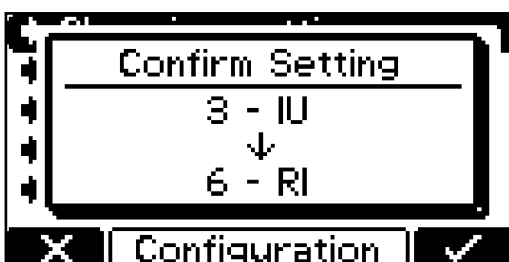 Confirm Setting
3 - IU
↓
6 - RI
Configuration